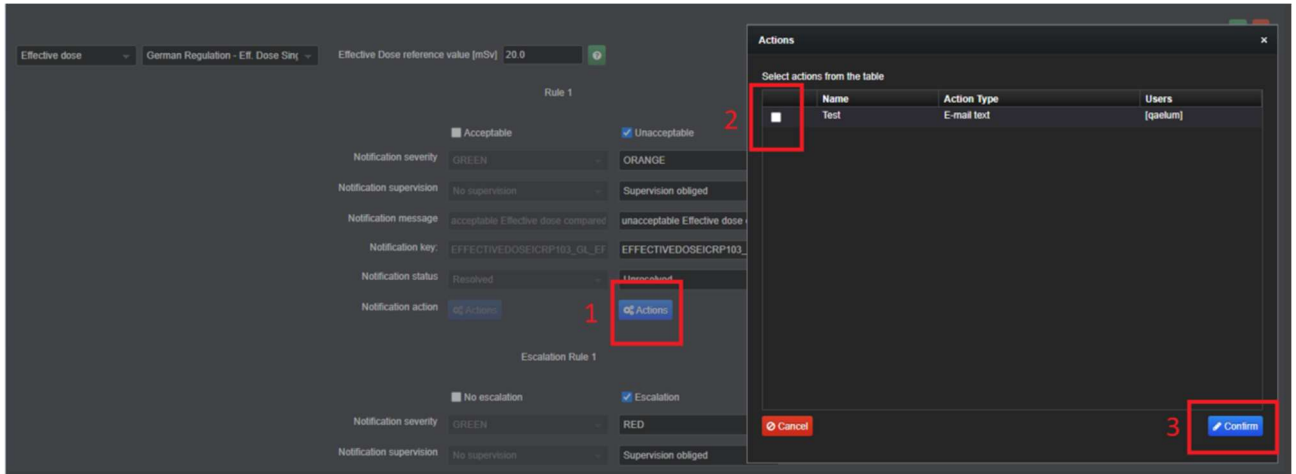 Effective dose
German Regulation - Eff. Dose Sing
Effective Dose reference value [mSv] 20.0
Rule 1
Acceptable Unacceptable
Notification severity GREEN ORANGE
Notification supervision No supervision Supervision obliged
Notification message acceptable Effective dose compared unacceptable Effective dose
Notification key: EFFECTIVEDOSEICRP103_GL_EF EFFECTIVEDOSEICRP103_
Notification status Resolved Unresolved
Notification action Actions 1 Actions
Escalation Rule 1
No escalation Escalation
Notification severity GREEN RED
Notification supervision No supervision Supervision obliged
Actions x
Select actions from the table
2
Name Action Type Users
Test E-mail text [qaelum]
Cancel 3 Confirm